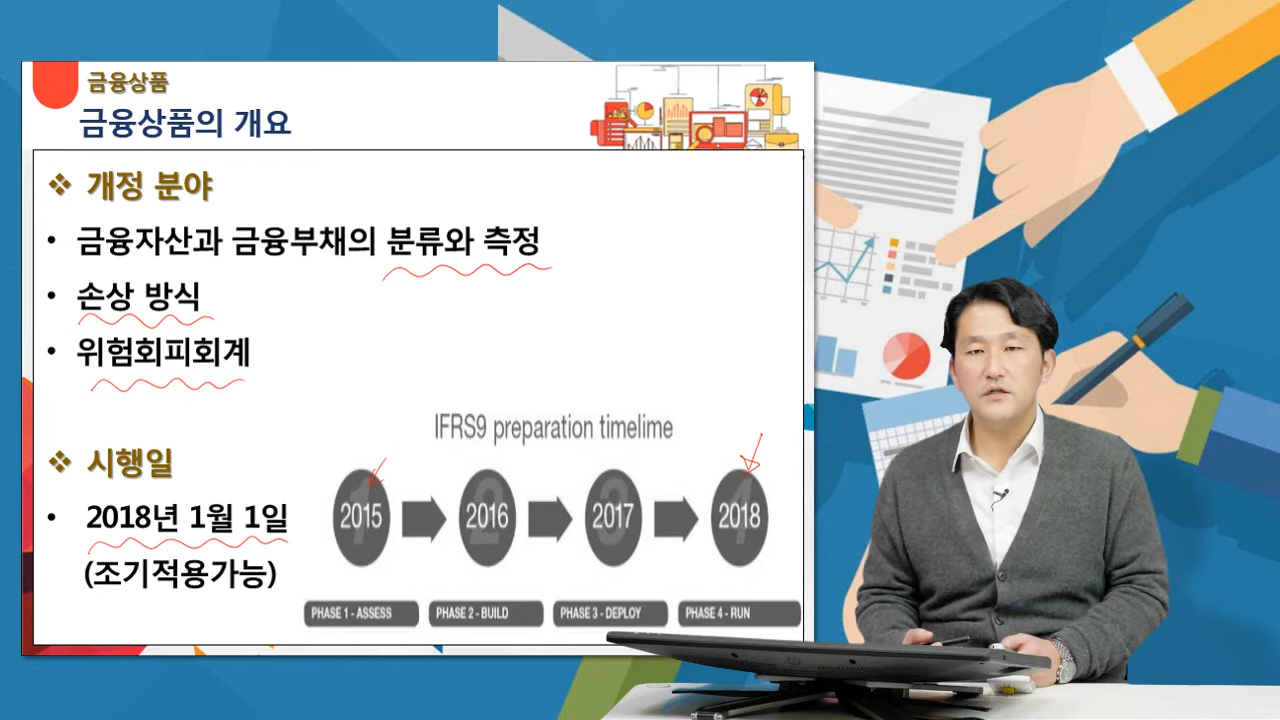 금융상품
금융상품의 개요
❖ 개정 분야
• 금융자산과 금융부채의 분류와 측정
• 손상 방식
• 위험회피회계
IFRS9 preparation timelime
❖ 시행일
• 2018년 1월 1일
(조기적용가능)
2015 2016 2017 2018
1 2 3 4
PHASE 1 - ASSESS PHASE 2 - BUILD PHASE 3 - DEPLOY PHASE 4 - RUN